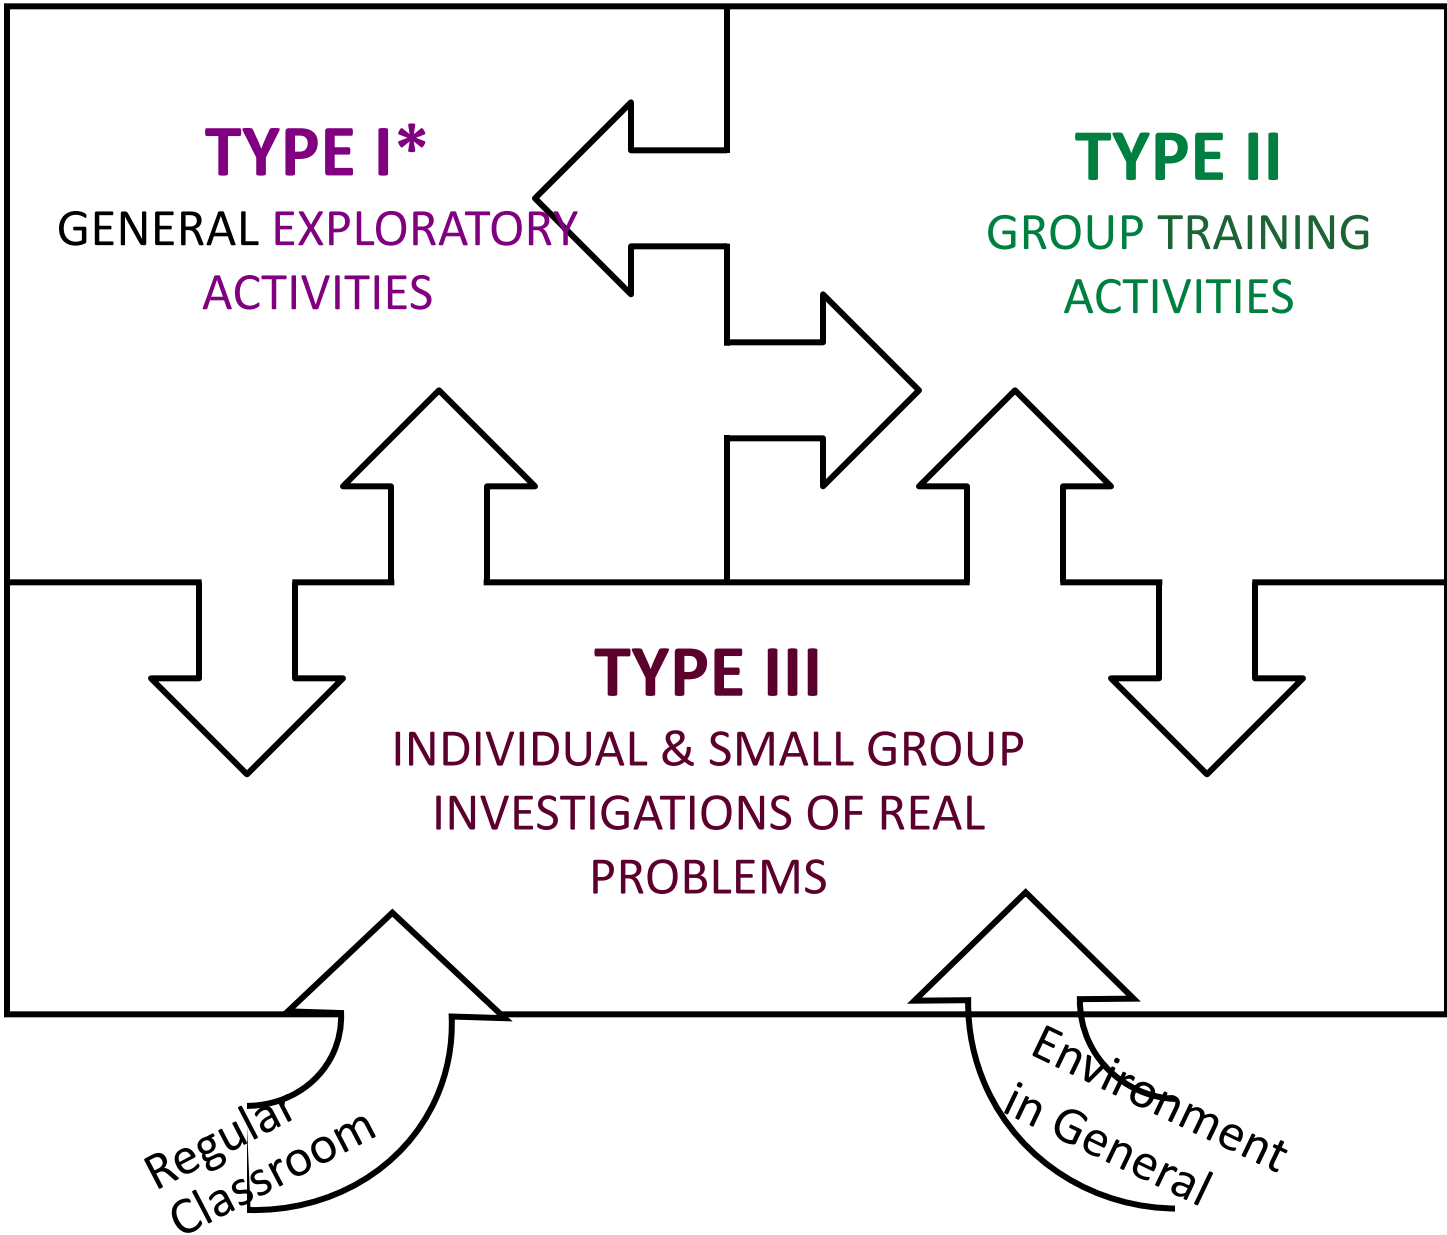 TYPE I*
GENERAL EXPLORATORY
ACTIVITIES
TYPE II
GROUP TRAINING
ACTIVITIES
TYPE III
INDIVIDUAL & SMALL GROUP
INVESTIGATIONS OF REAL
PROBLEMS
Regular
Classroom
Environment
in General